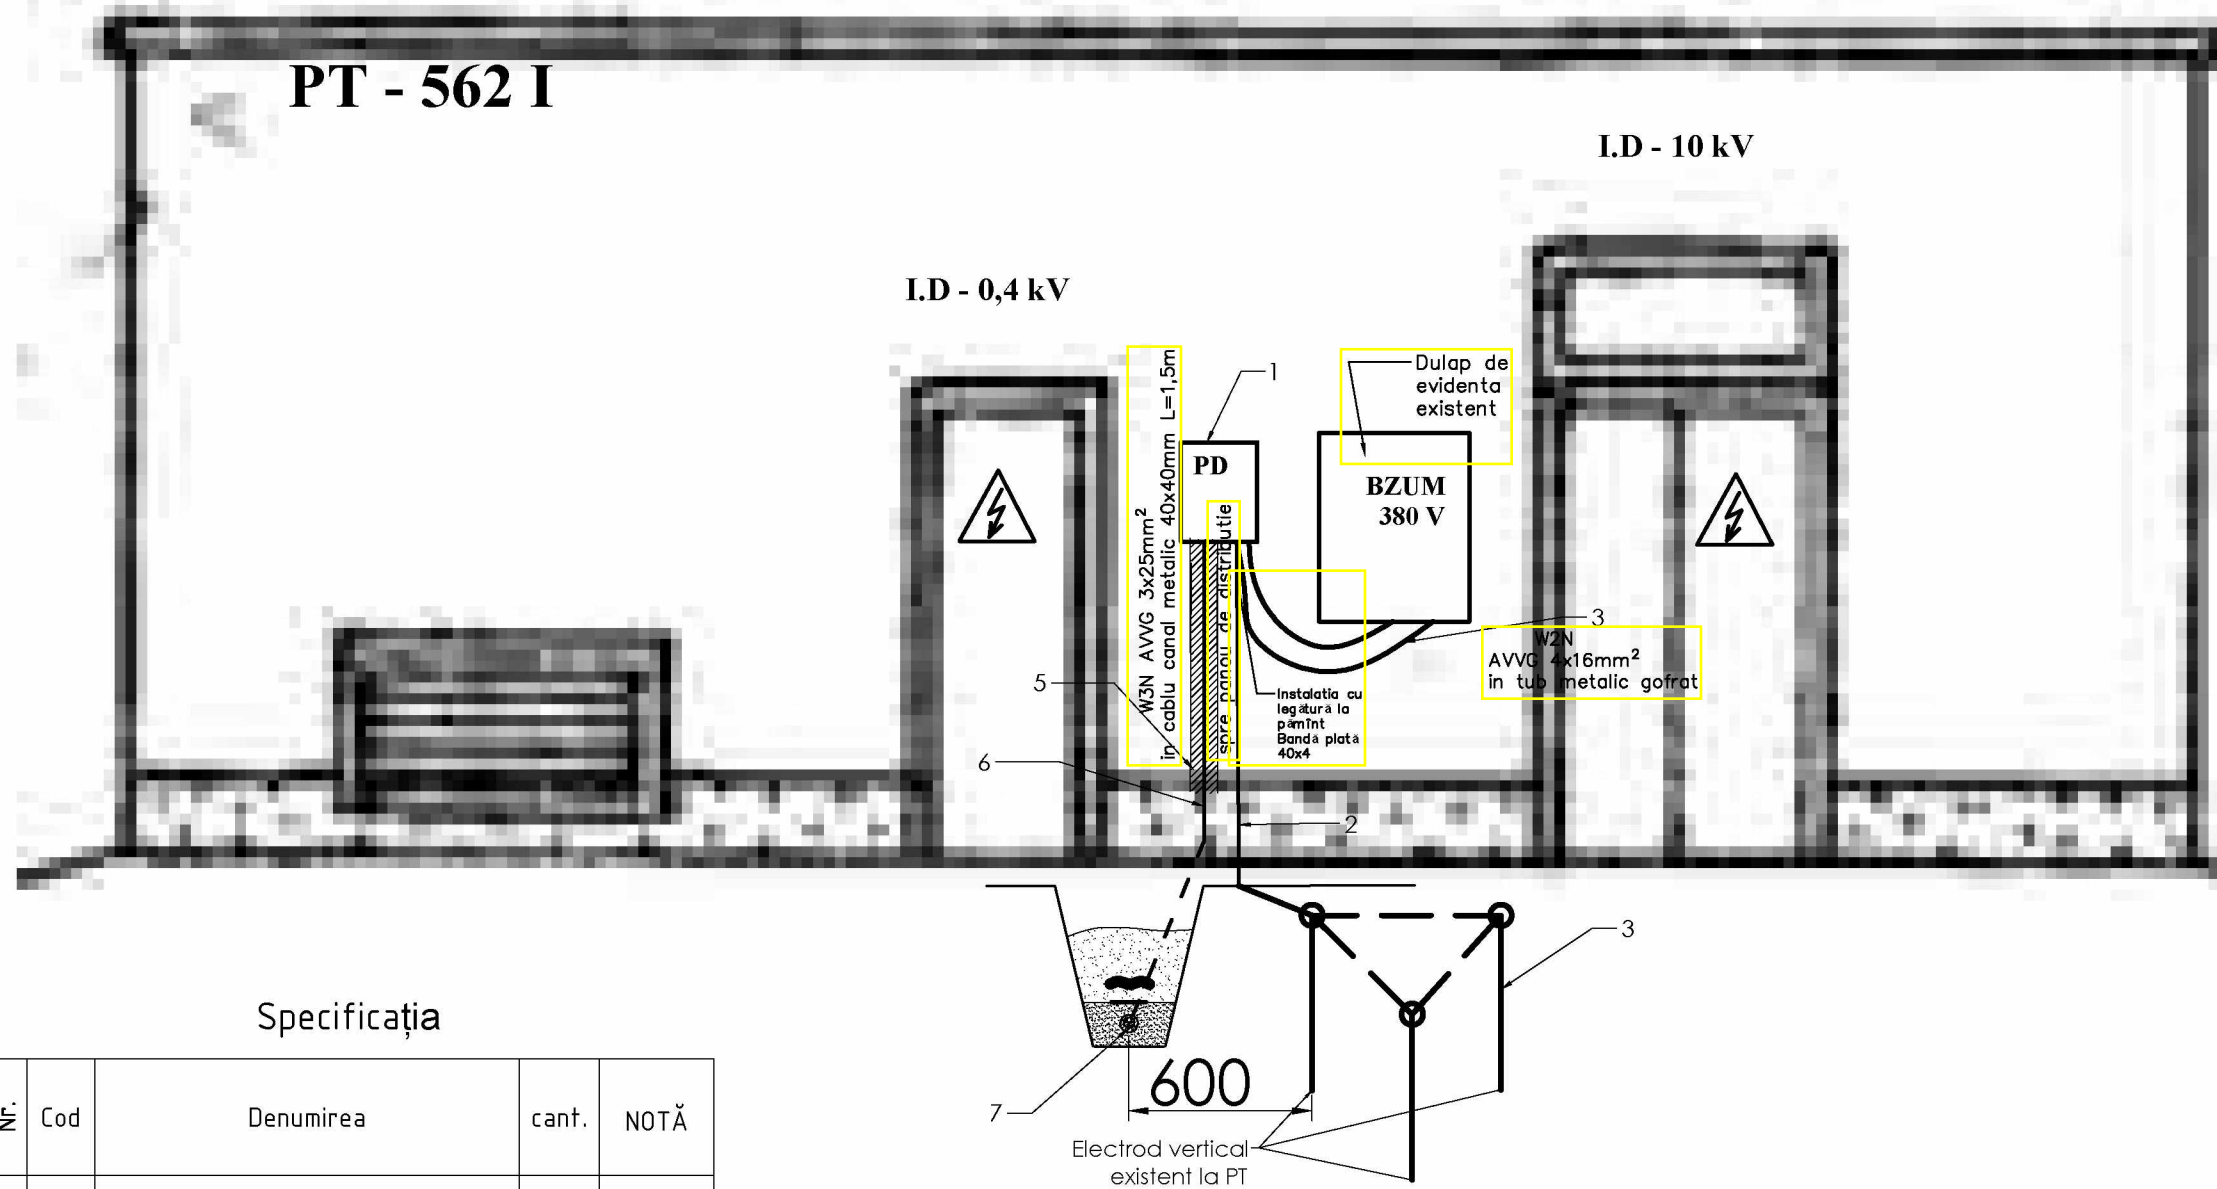 PT - 562 I
I.D - 10 kV
I.D - 0,4 kV
1
Dulap de
evidenta
existent
PD
BZUM
380 V
W3N AVVG 3x25mm²
in cablu canal metalic 40x40mm L=1,5m
spre panou de distributie
3
W2N
AVVG 4x16mm²
in tub metalic gofrat
Instalatia cu
legătură la
pămînt
Bandă plată
40x4
5
6
2
3
7
600
Electrod vertical
existent la PT
Specificația
Nr.
Cod
Denumirea
cant.
NOTĂ